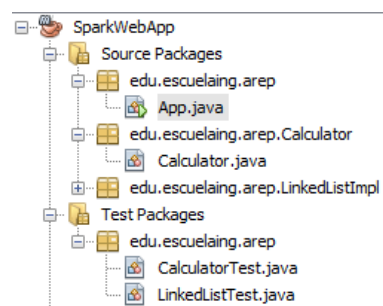 SparkWebApp
Source Packages
edu.escuelaing.arep
App.java
edu.escuelaing.arep.Calculator
Calculator.java
edu.escuelaing.arep.LinkedListImpl
Test Packages
edu.escuelaing.arep
CalculatorTest.java
LinkedListTest.java